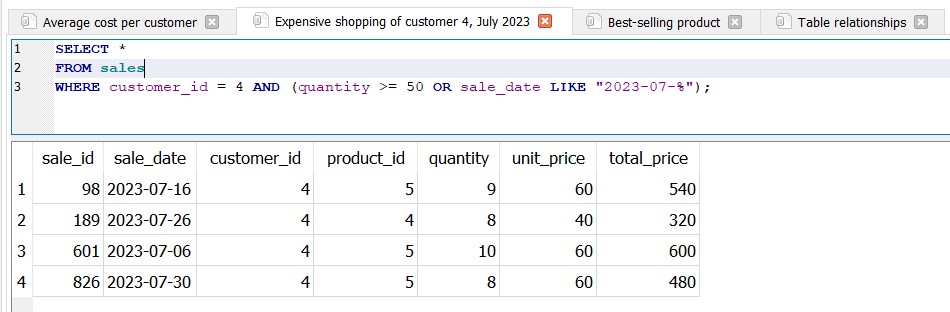 Average cost per customer Expensive shopping of customer 4, July 2023 Best-selling product Table relationships
1 SELECT *
2 FROM sales
3 WHERE customer_id = 4 AND (quantity >= 50 OR sale_date LIKE "2023-07-%");
sale_id sale_date customer_id product_id quantity unit_price total_price
1 98 2023-07-16 4 5 9 60 540
2 189 2023-07-26 4 4 8 40 320
3 601 2023-07-06 4 5 10 60 600
4 826 2023-07-30 4 5 8 60 480